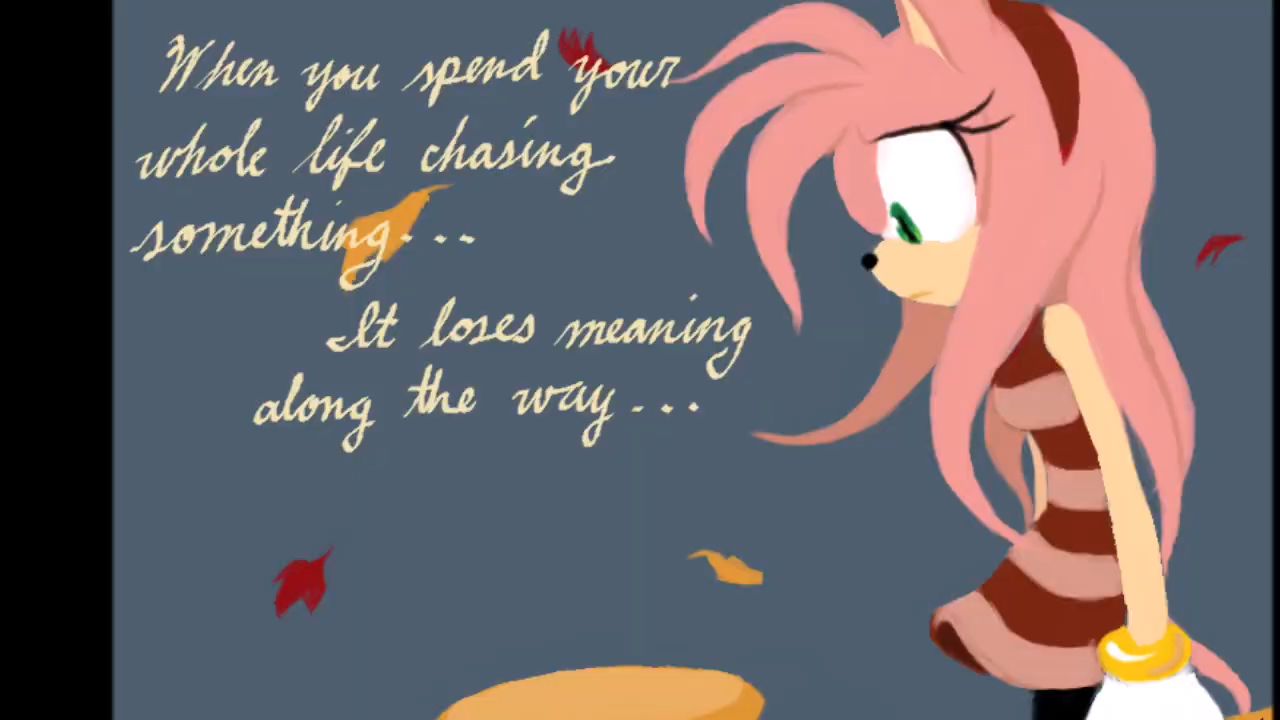 When you spend your
whole life chasing
something...
It loses meaning
along the way...